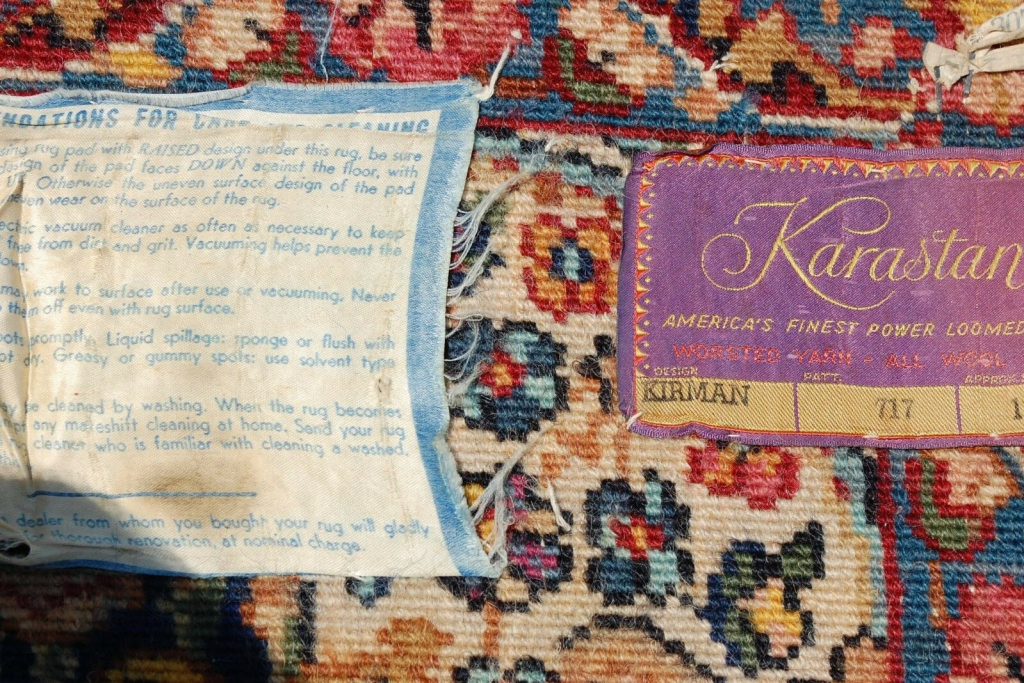 FOR CLEANING
rug pad with RAISED design under this rug, be sure
design of the pad faces DOWN against the floor, with
Otherwise the uneven surface design of the pad
wear on the surface of the rug.
vacuum cleaner as often as necessary to keep
free from dirt and grit. Vacuuming helps prevent the
may work to surface after use or vacuuming. Never
them off even with rug surface.
promptly. Liquid spillage: sponge or flush with
dry. Greasy or gummy spots: use solvent type
be cleaned by washing. When the rug becomes
any makeshift cleaning at home. Send your rug
cleaner who is familiar with cleaning a washed,
dealer from whom you bought your rug will gladly
thorough renovation, at nominal charge.
Karastan
AMERICA'S FINEST POWER LOOMED
WORSTED YARN - ALL WOOL
DESIGN PATT. APPROX.
KIRMAN 717 1